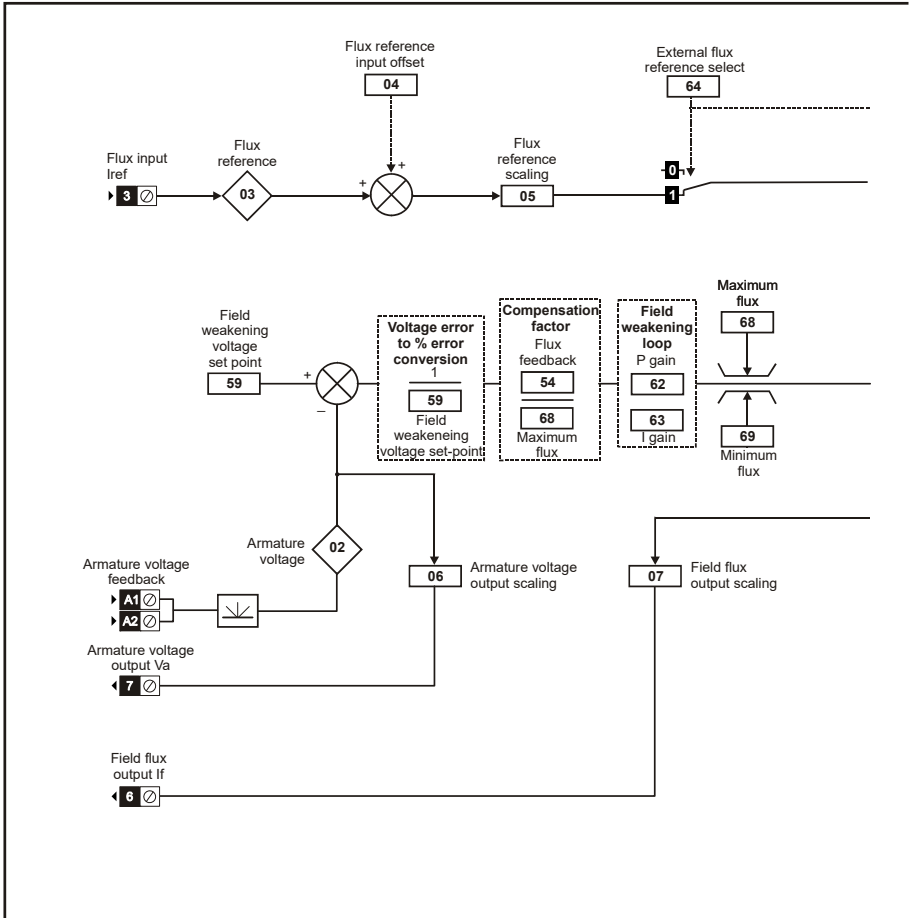 Flux reference
input offset
04
External flux
reference select
64
Flux input
Iref
3
Flux
reference
03
+
+
Flux
reference
scaling
05
0
1
Field
weakening
voltage
set point
59
+
–
Voltage error
to % error
conversion
1
59
Field
weakeneing
voltage set-point
Compensation
factor
Flux
feedback
54
68
Maximum
flux
Field
weakening
loop
P gain
62
63
I gain
Maximum
flux
68
69
Minimum
flux
Armature
voltage
02
Armature voltage
feedback
A1
A2
06
Armature voltage
output scaling
07
Field flux
output scaling
Armature voltage
output Va
7
Field flux
output If
6